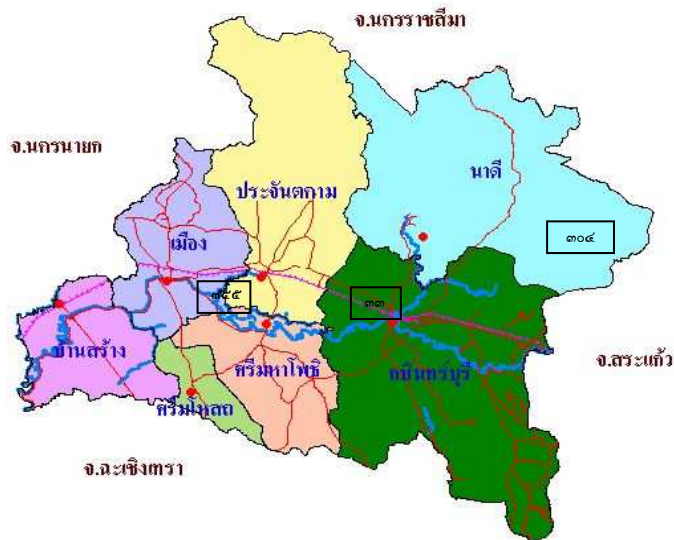 จ.นครราชสีมา
จ.นครนายก
นาดี
ประจันตคาม
เมือง
๓๐๔
๓๕๕
๓๓
บ้านสร้าง
ศรีมหาโพธิ
กบินทร์บุรี
จ.สระแก้ว
ศรีมโหสถ
จ.ฉะเชิงเทรา